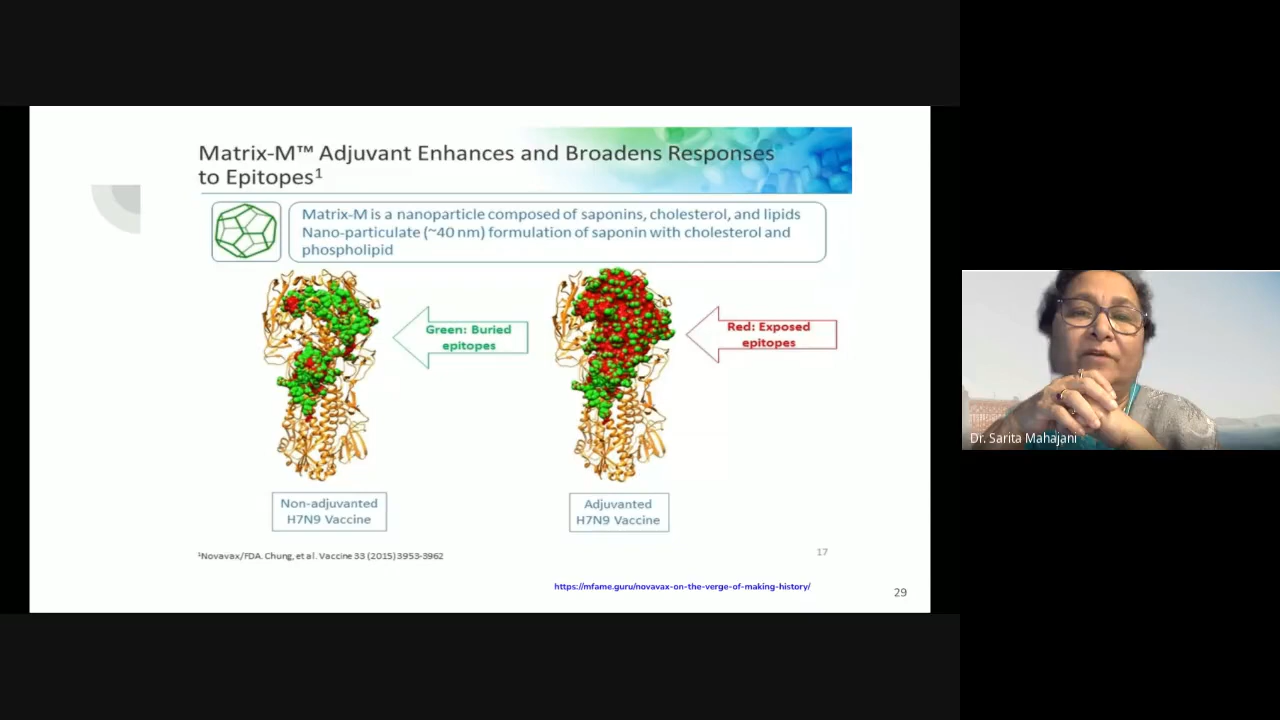 Matrix-M™ Adjuvant Enhances and Broadens Responses
to Epitopes¹
Matrix-M is a nanoparticle composed of saponins, cholesterol, and lipids
Nano-particulate (~40 nm) formulation of saponin with cholesterol and
phospholipid
Green: Buried
epitopes
Red: Exposed
epitopes
Non-adjuvanted
H7N9 Vaccine
Adjuvanted
H7N9 Vaccine
¹Novavax/FDA. Chung, et al. Vaccine 33 (2015) 3953-3962
17
https://mfame.guru/novavax-on-the-verge-of-making-history/
29
Dr. Sarita Mahajani